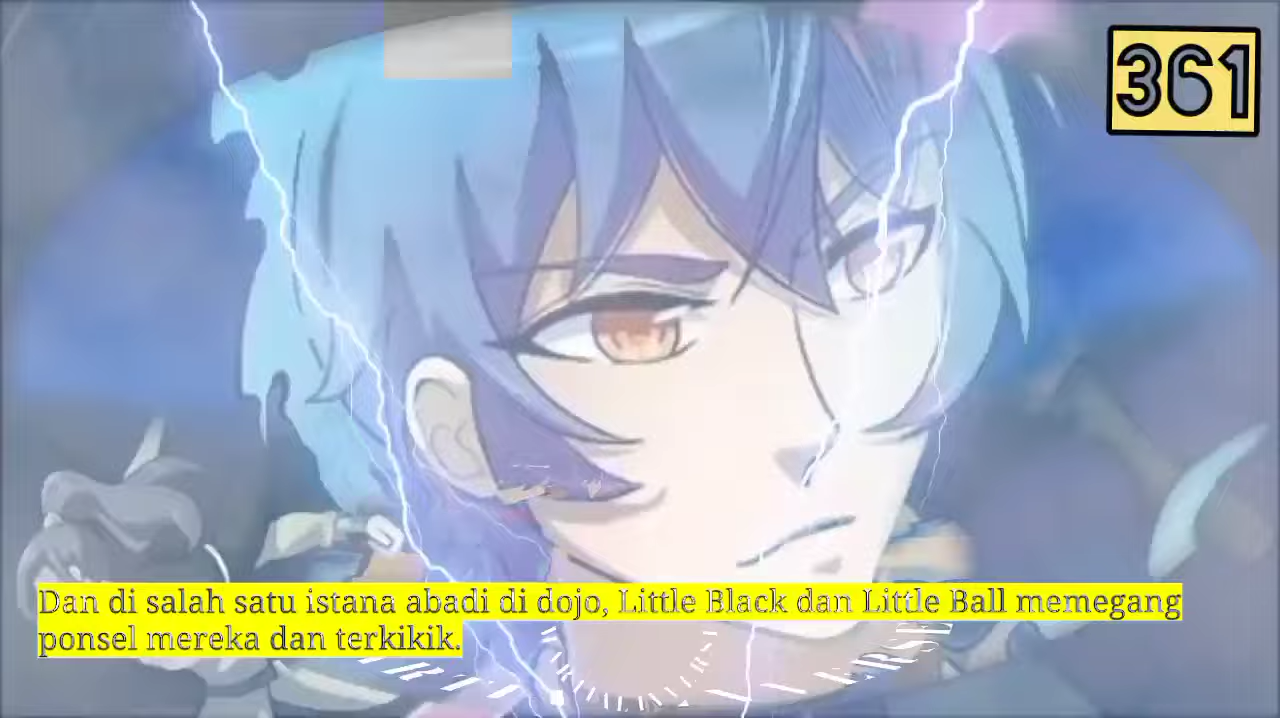 361
Dan di salah satu istana abadi di dojo, Little Black dan Little Ball memegang
ponsel mereka dan terkikik.